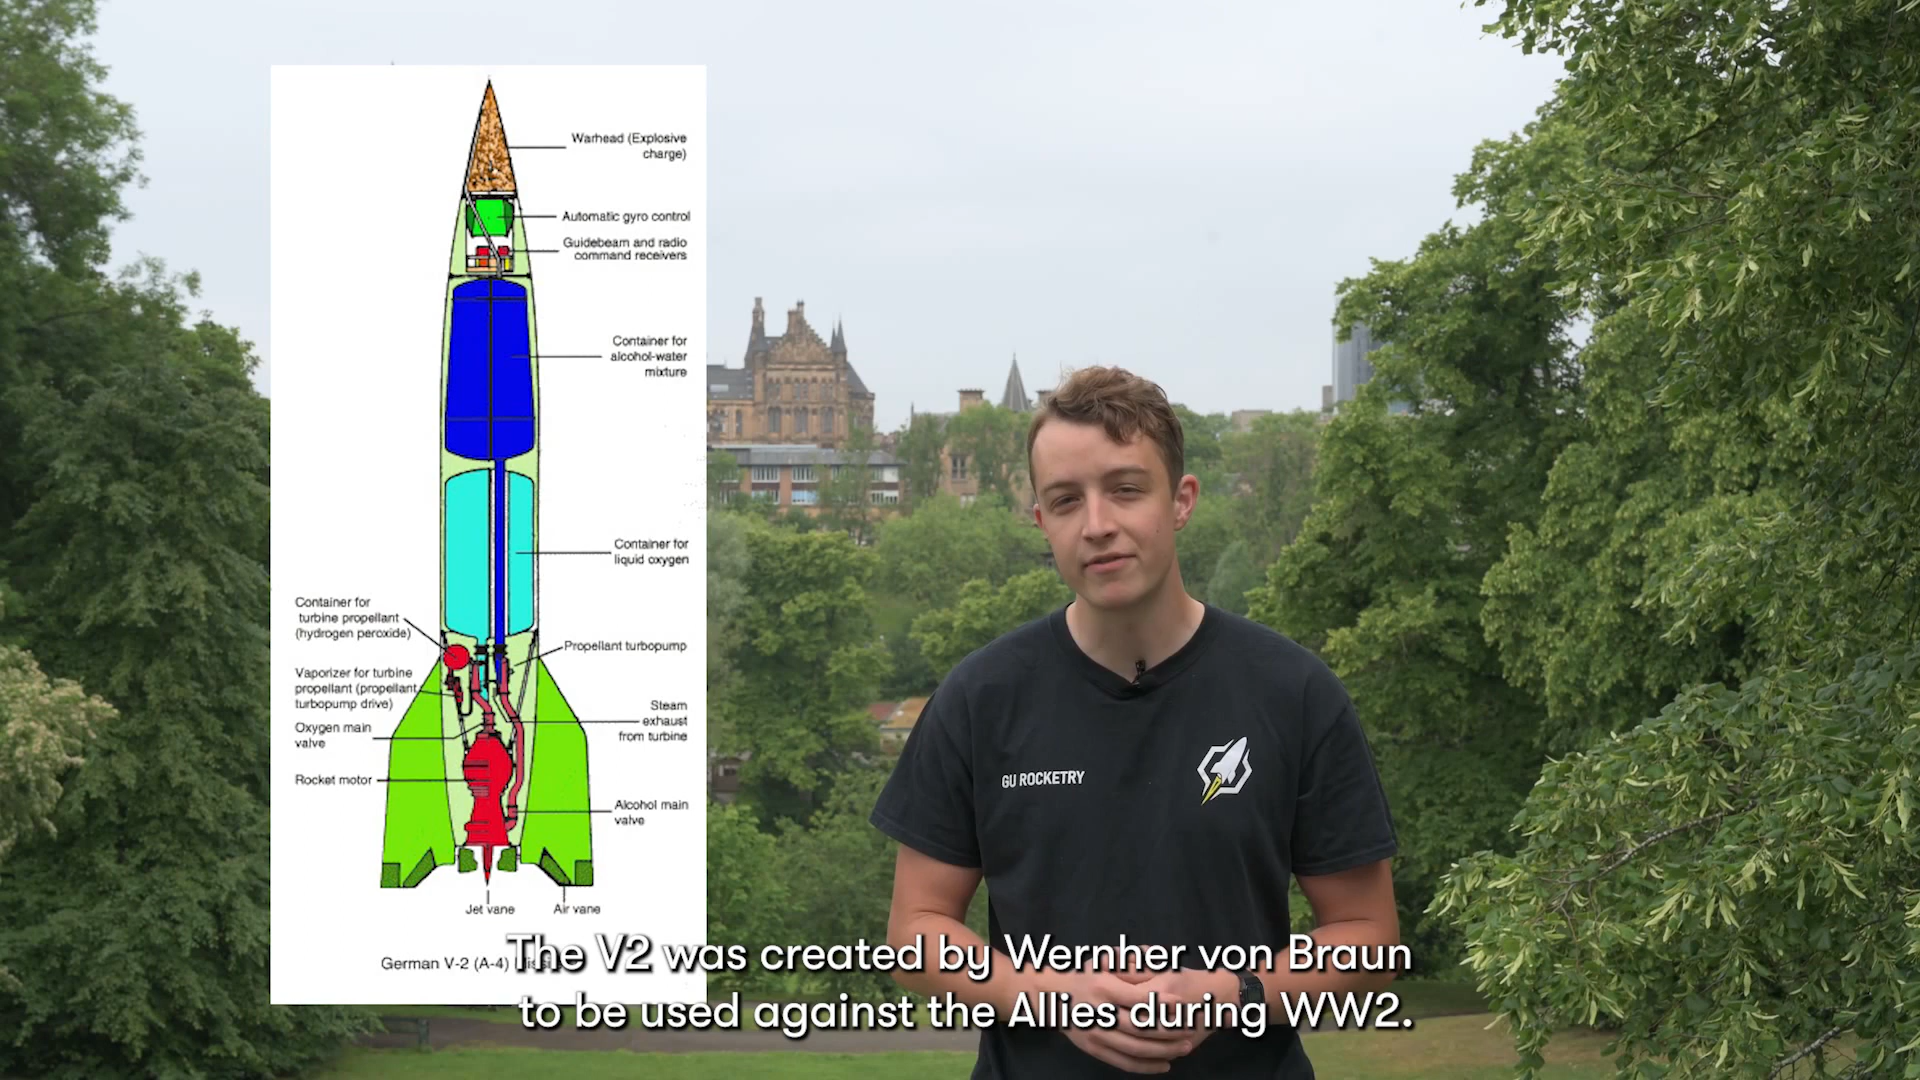 Warhead (Explosive
charge)
Automatic gyro control
Guidebeam and radio
command receivers
Container for
alcohol-water
mixture
Container for
liquid oxygen
Container for
turbine propellant
(hydrogen peroxide)
Propellant turbopump
Vaporizer for turbine
propellant (propellant
turbopump drive)
Steam
exhaust
from turbine
Oxygen main
valve
Rocket motor
Alcohol main
valve
Jet vane
Air vane
German V-2 (A-4)
GU ROCKETRY
The V2 was created by Wernher von Braun
to be used against the Allies during WW2.